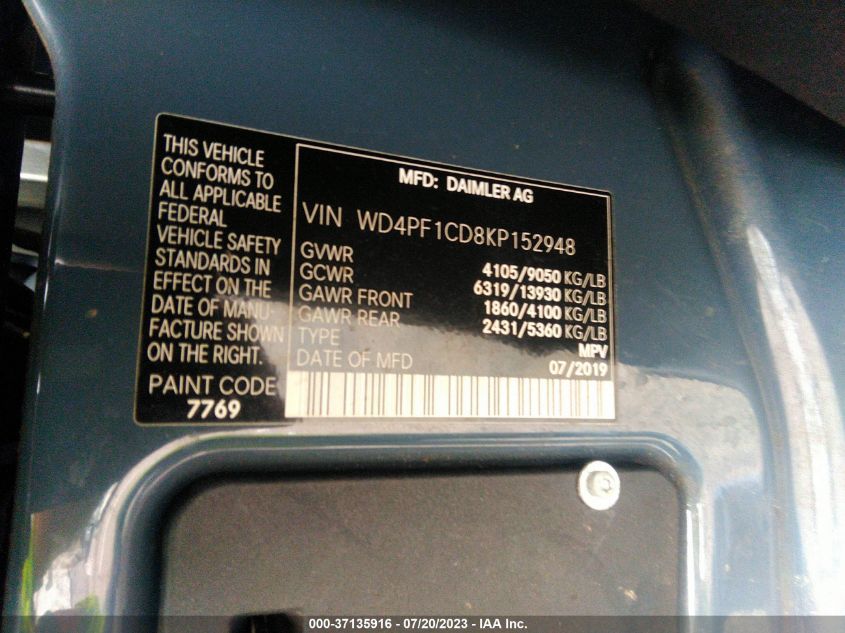 THIS VEHICLE
CONFORMS TO
ALL APPLICABLE
FEDERAL
VEHICLE SAFETY
STANDARDS IN
EFFECT ON THE
DATE OF MANU-
FACTURE SHOWN
ON THE RIGHT.
PAINT CODE
7769
MFD: DAIMLER AG
VIN WD4PF1CD8KP152948
GVWR 4105/9050 KG/LB
GCWR 6319/13930 KG/LB
GAWR FRONT 1860/4100 KG/LB
GAWR REAR 2431/5360 KG/LB
TYPE MPV
DATE OF MFD 07/2019
000-37135916 - 07/20/2023 - IAA Inc.